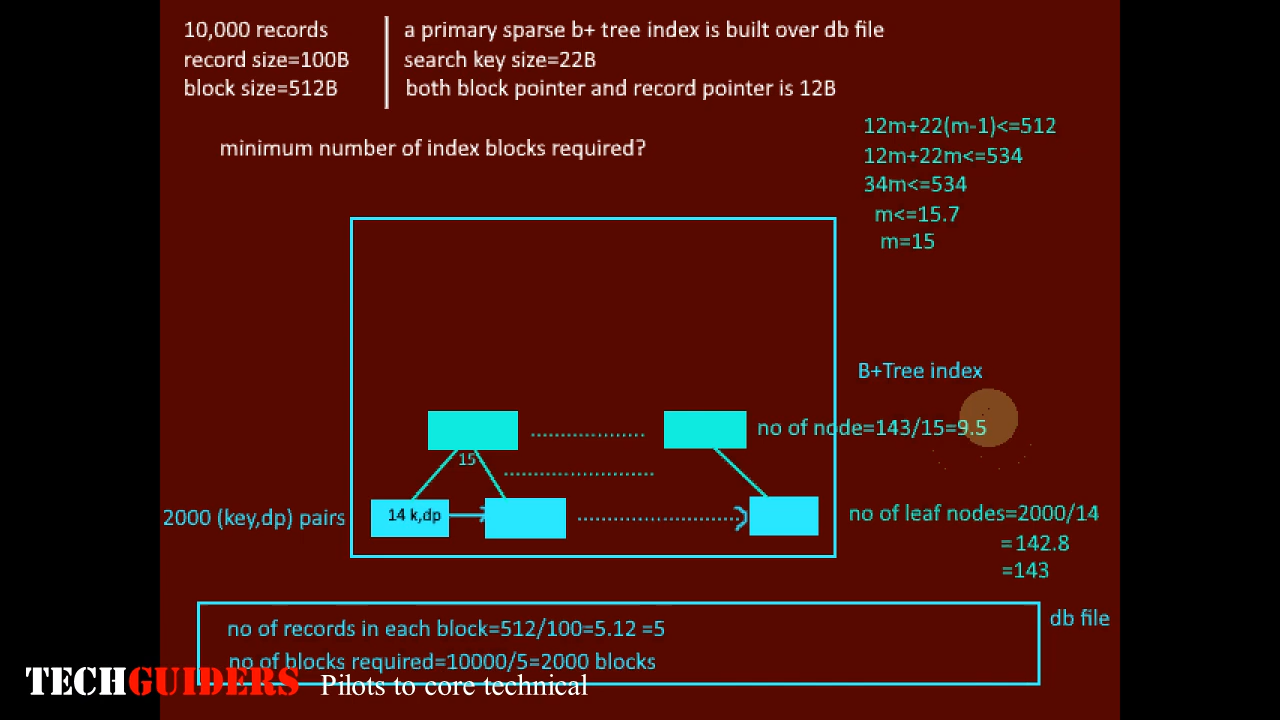 10,000 records
record size=100B
block size=512B
a primary sparse b+ tree index is built over db file
search key size=22B
both block pointer and record pointer is 12B
minimum number of index blocks required?
12m+22(m-1)<=512
12m+22m<=534
34m<=534
m<=15.7
m=15
B+Tree index
no of node=143/15=9.5
15
2000 (key,dp) pairs
14 k,dp
no of leaf nodes=2000/14
=142.8
=143
db file
no of records in each block=512/100=5.12 =5
no of blocks required=10000/5=2000 blocks
TECHGUIDERS Pilots to core technical